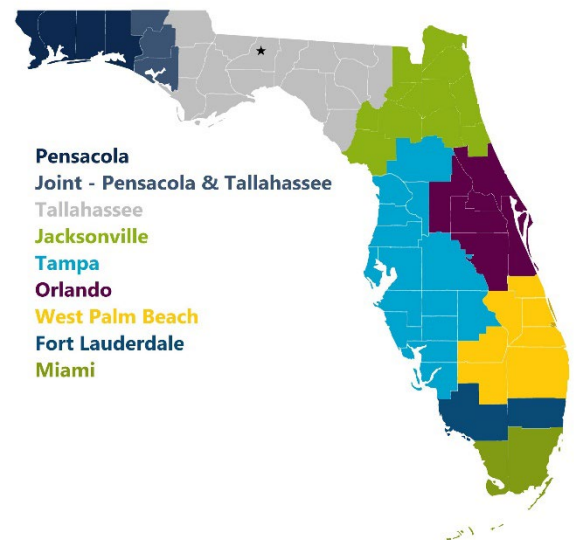 Pensacola
Joint - Pensacola & Tallahassee
Tallahassee
Jacksonville
Tampa
Orlando
West Palm Beach
Fort Lauderdale
Miami